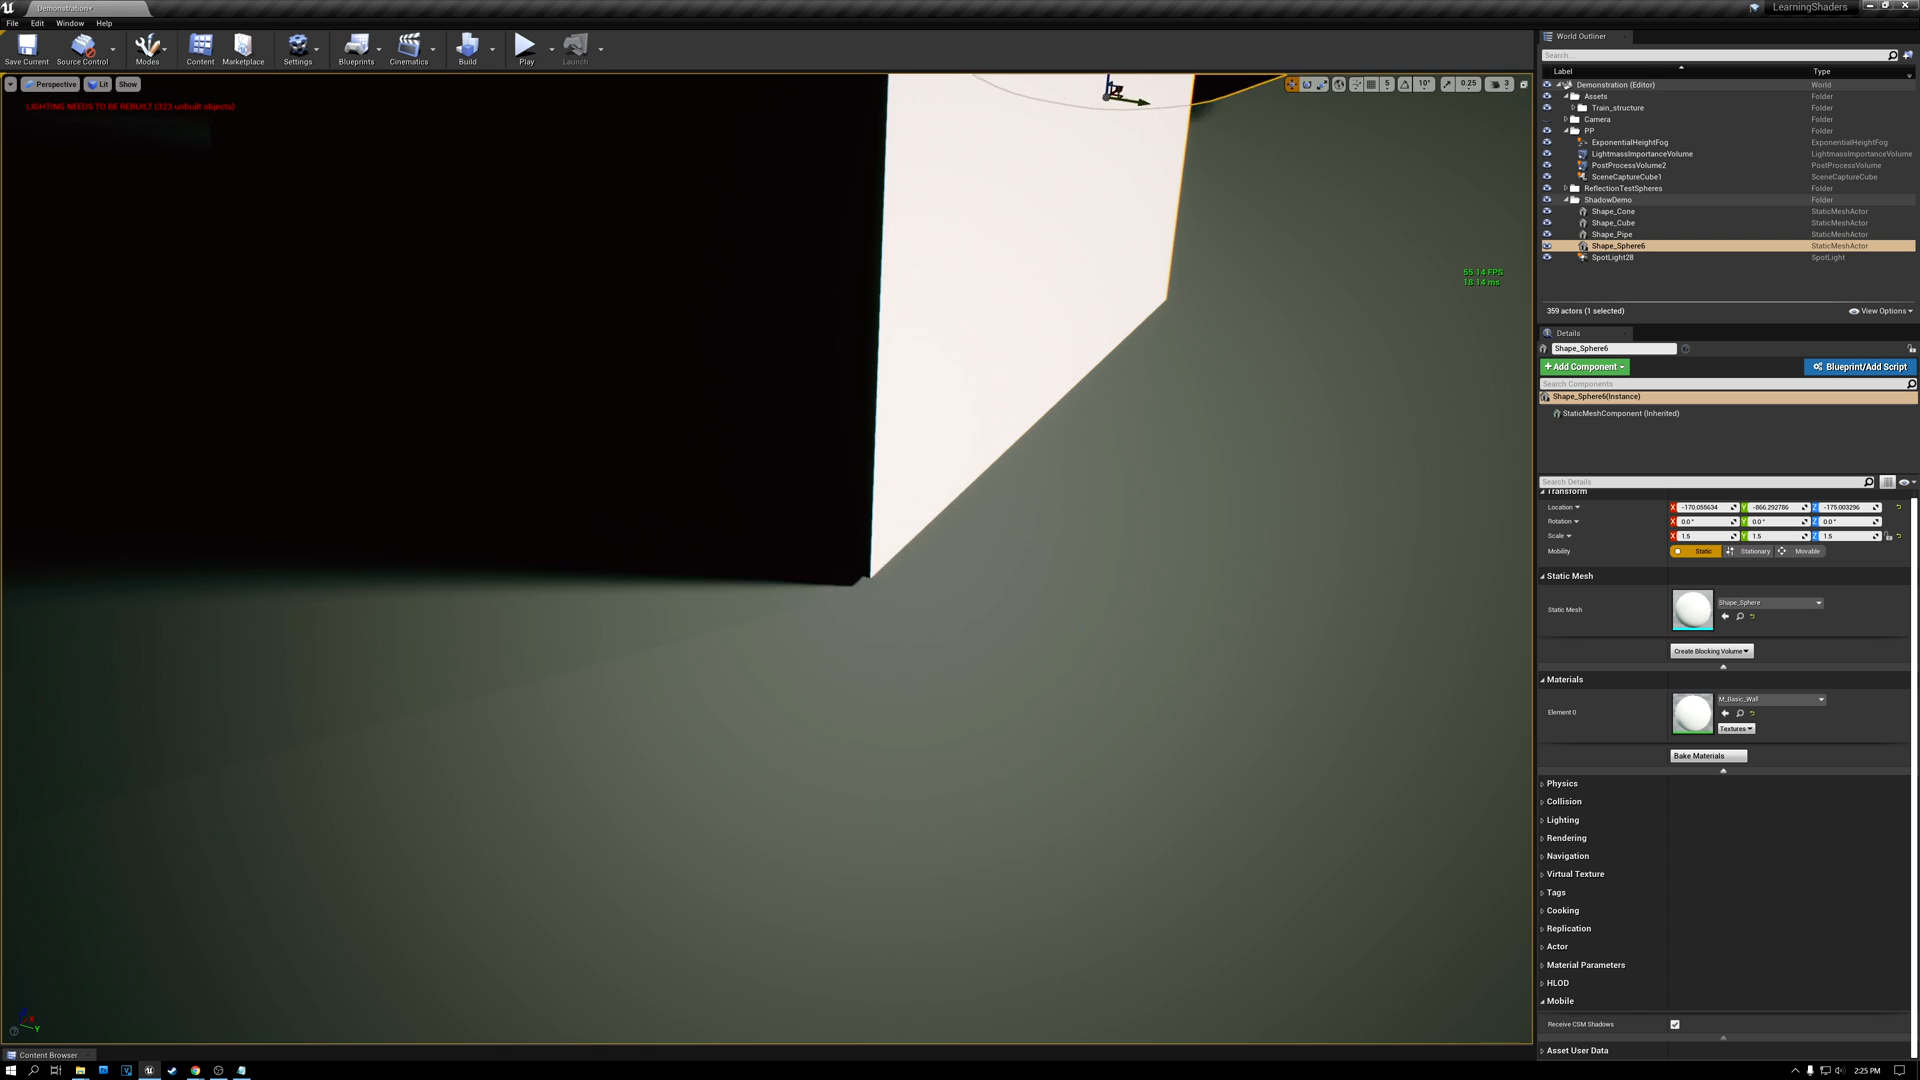 Demonstration*
LearningShaders
File Edit Window Help
Save Current Source Control Modes Content Marketplace Settings Blueprints Cinematics Build Play Launch
Perspective Lit Show
5 10° 0.25 3
LIGHTING NEEDS TO BE REBUILT (323 unbuilt objects)
55.14 FPS
18.14 ms
World Outliner
Search...
Label Type
Demonstration (Editor) World
Assets Folder
Train_structure Folder
Camera Folder
PP Folder
ExponentialHeightFog ExponentialHeightFog
LightmassImportanceVolume LightmassImportanceVolume
PostProcessVolume2 PostProcessVolume
SceneCaptureCube1 SceneCaptureCube
ReflectionTestSpheres Folder
ShadowDemo Folder
Shape_Cone StaticMeshActor
Shape_Cube StaticMeshActor
Shape_Pipe StaticMeshActor
Shape_Sphere6 StaticMeshActor
SpotLight28 SpotLight
359 actors (1 selected) View Options
Details
Shape_Sphere6
+Add Component Blueprint/Add Script
Search Components
Shape_Sphere6(Instance)
StaticMeshComponent (Inherited)
Search Details
Transform
Location X -170.055634 Y -866.292786 Z -175.003296
Rotation X 0.0° Y 0.0° Z 0.0°
Scale X 1.5 Y 1.5 Z 1.5
Mobility Static Stationary Movable
Static Mesh
Static Mesh Shape_Sphere
Create Blocking Volume
Materials
Element 0 M_Basic_Wall
Textures
Bake Materials
Physics
Collision
Lighting
Rendering
Navigation
Virtual Texture
Tags
Cooking
Replication
Actor
Material Parameters
HLOD
Mobile
Receive CSM Shadows
Asset User Data
Y
Content Browser
2:25 PM